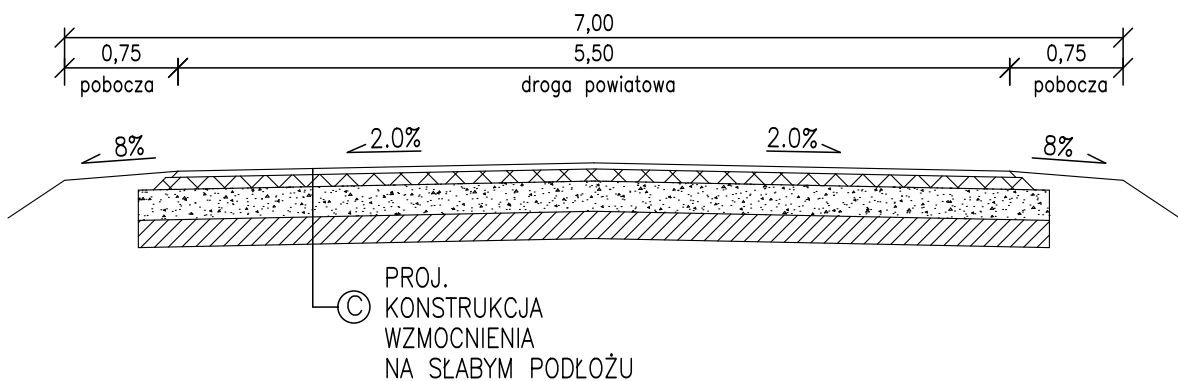 7,00
0,75
5,50
0,75
pobocza
droga powiatowa
pobocza
8%
2.0%
2.0%
8%
C
PROJ.
KONSTRUKCJA
WZMOCNIENIA
NA SŁABYM PODŁOŻU